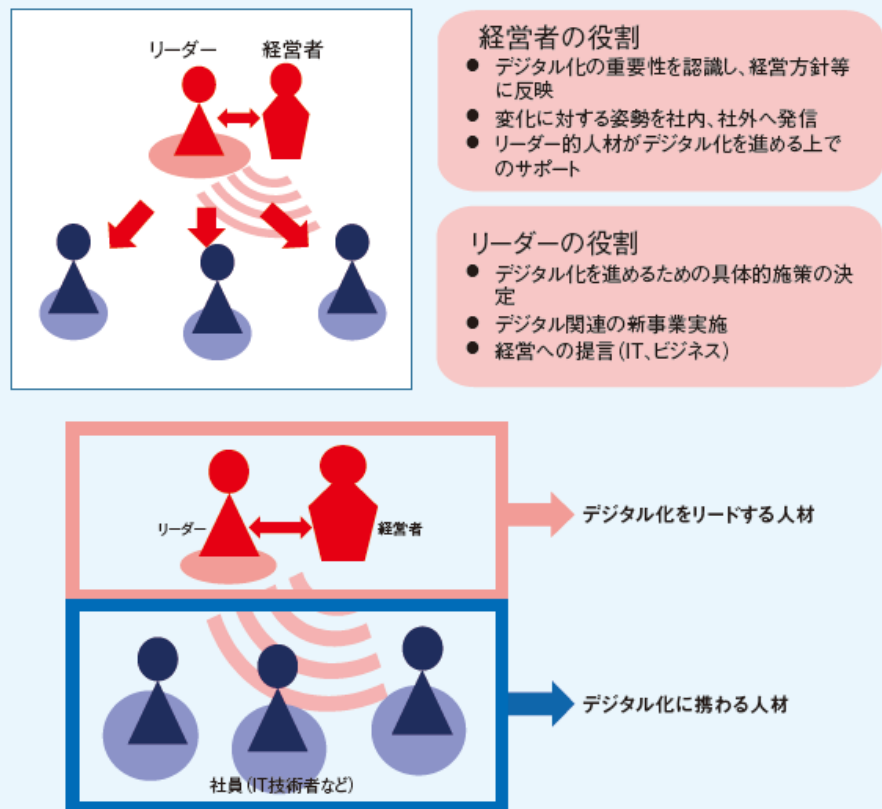 リーダー
経営者
経営者の役割
● デジタル化の重要性を認識し、経営方針等
に反映
● 変化に対する姿勢を社内、社外へ発信
● リーダー的人材がデジタル化を進める上で
のサポート
リーダーの役割
● デジタル化を進めるための具体的施策の決
定
● デジタル関連の新事業実施
● 経営への提言(IT、ビジネス)
リーダー
経営者
デジタル化をリードする人材
デジタル化に携わる人材
社員(IT技術者など)